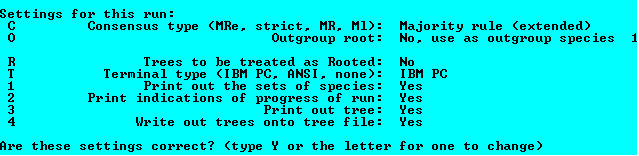 Settings for this run:
C Consensus type (MRe, strict, MR, Ml): Majority rule (extended)
O Outgroup root: No, use as outgroup species 1
R Trees to be treated as Rooted: No
T Terminal type (IBM PC, ANSI, none): IBM PC
1 Print out the sets of species: Yes
2 Print indications of progress of run: Yes
3 Print out tree: Yes
4 Write out trees onto tree file: Yes
Are these settings correct? (type Y or the letter for one to change)